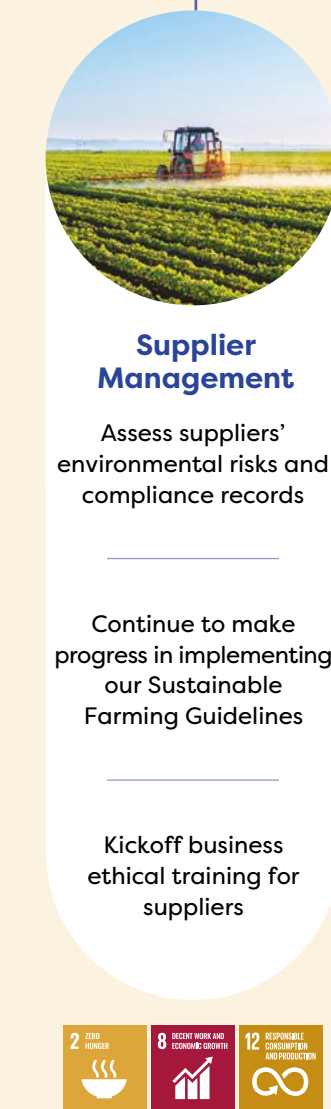 Supplier
Management
Assess suppliers’
environmental risks and
compliance records
Continue to make
progress in implementing
our Sustainable
Farming Guidelines
Kickoff business
ethical training for
suppliers
2 ZERO
HUNGER
8 DECENT WORK AND
ECONOMIC GROWTH
12 RESPONSIBLE
CONSUMPTION
AND PRODUCTION